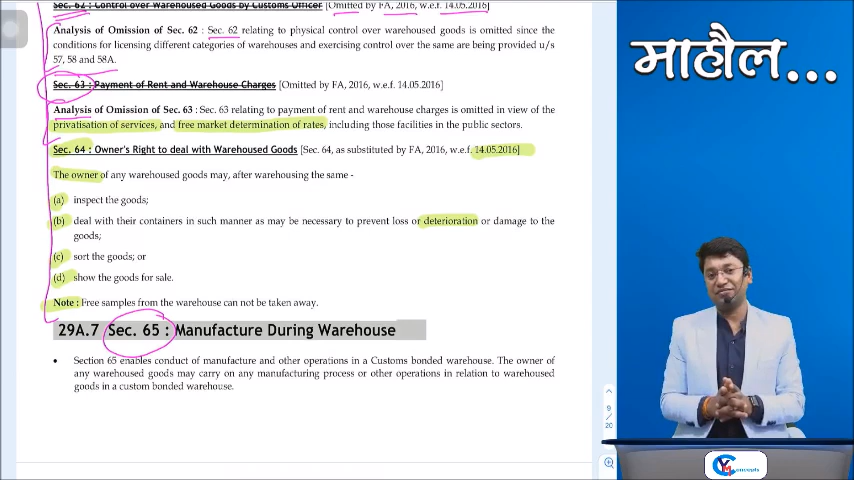 Sec. 62 : Control over Warehoused Goods by Customs Officer [Omitted by FA, 2016, w.e.f. 14.05.2016]
Analysis of Omission of Sec. 62 : Sec. 62 relating to physical control over warehoused goods is omitted since the
conditions for licensing different categories of warehouses and exercising control over the same are being provided u/s
57, 58 and 58A.
Sec. 63 : Payment of Rent and Warehouse Charges [Omitted by FA, 2016, w.e.f. 14.05.2016]
Analysis of Omission of Sec. 63 : Sec. 63 relating to payment of rent and warehouse charges is omitted in view of the
privatisation of services, and free market determination of rates, including those facilities in the public sectors.
Sec. 64 : Owner's Right to deal with Warehoused Goods [Sec. 64, as substituted by FA, 2016, w.e.f. 14.05.2016]
The owner of any warehoused goods may, after warehousing the same -
(a) inspect the goods;
(b) deal with their containers in such manner as may be necessary to prevent loss or deterioration or damage to the
goods;
(c) sort the goods; or
(d) show the goods for sale.
Note : Free samples from the warehouse can not be taken away.
29A.7 Sec. 65 : Manufacture During Warehouse
• Section 65 enables conduct of manufacture and other operations in a Customs bonded warehouse. The owner of
any warehoused goods may carry on any manufacturing process or other operations in relation to warehoused
goods in a custom bonded warehouse.
माहौल...
9
/
20